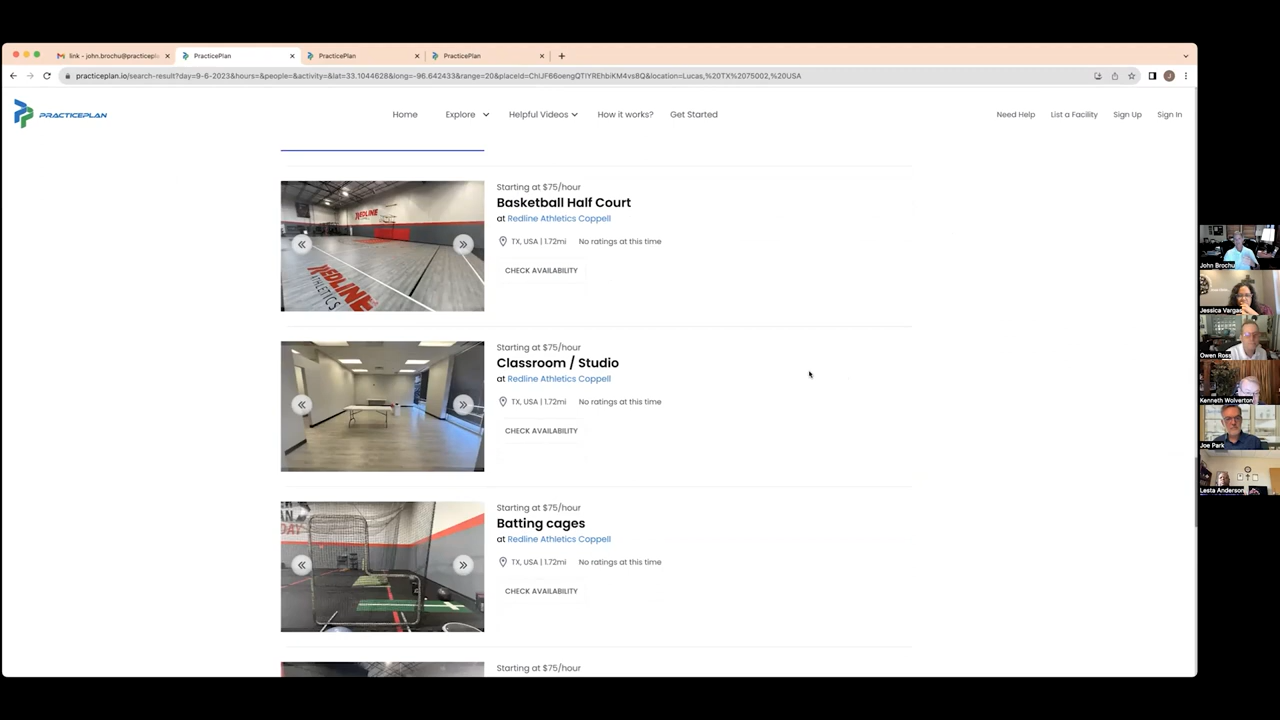 link - john.brochu@practicepl
PracticePlan
PracticePlan
PracticePlan
practiceplan.io/search-result?day=9-6-2023&hours=&people=&activity=&lat=33.1044628&long=-96.642433&range=20&placeId=ChIJF66oengQTIYREhbiKM4vs8Q&location=Lucas,%20TX%2075002,%20USA
J
PRACTICEPLAN
Home
Explore
Helpful Videos
How it works?
Get Started
Need Help
List a Facility
Sign Up
Sign In
Starting at $75/hour
Basketball Half Court
at Redline Athletics Coppell
TX, USA | 1.72mi No ratings at this time
CHECK AVAILABILITY
REDLINE
REDLINE
ATHLETICS
Starting at $75/hour
Classroom / Studio
at Redline Athletics Coppell
TX, USA | 1.72mi No ratings at this time
CHECK AVAILABILITY
Starting at $75/hour
Batting cages
at Redline Athletics Coppell
TX, USA | 1.72mi No ratings at this time
CHECK AVAILABILITY
Starting at $75/hour
John Brochu
Jessica Vargas
Owen Ross
Kenneth Wolverton
Joe Park
Lesta Anderson